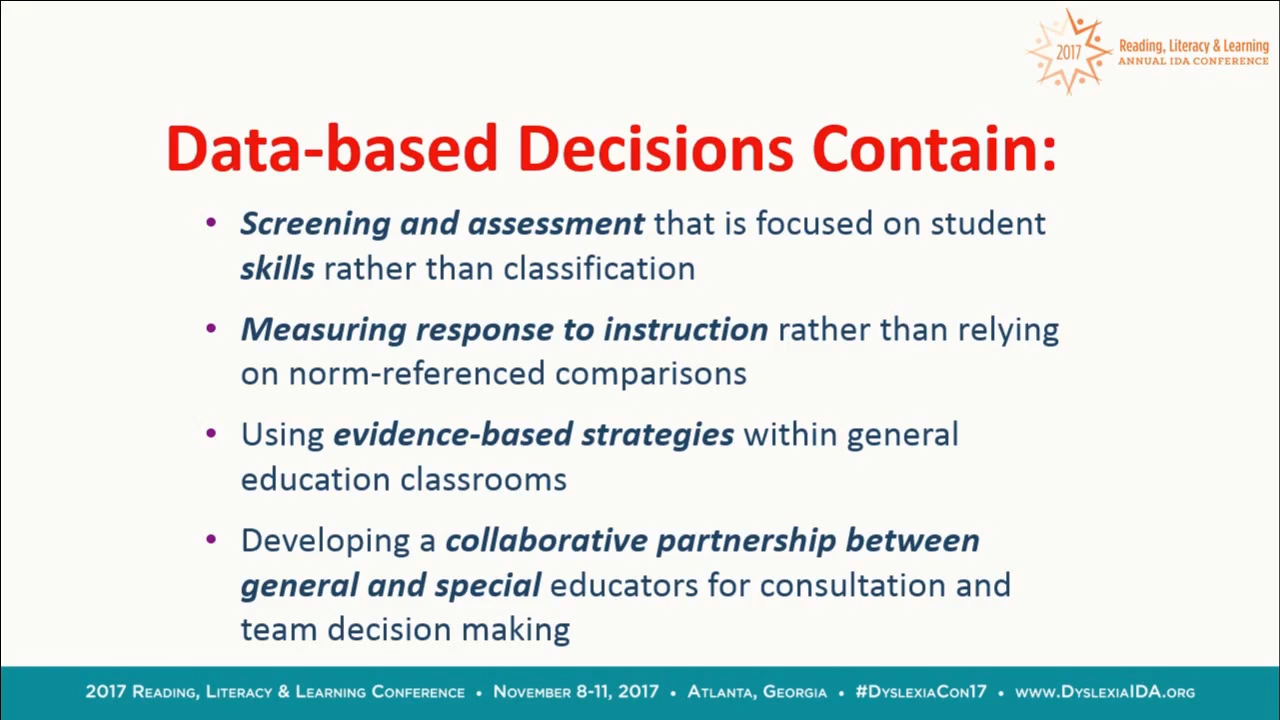 2017
Reading, Literacy & Learning
ANNUAL IDA CONFERENCE
Data-based Decisions Contain:
• Screening and assessment that is focused on student
skills rather than classification
• Measuring response to instruction rather than relying
on norm-referenced comparisons
• Using evidence-based strategies within general
education classrooms
• Developing a collaborative partnership between
general and special educators for consultation and
team decision making
2017 Reading, Literacy & Learning Conference • November 8-11, 2017 • Atlanta, Georgia • #DyslexiaCon17 • www.DyslexiaIDA.org